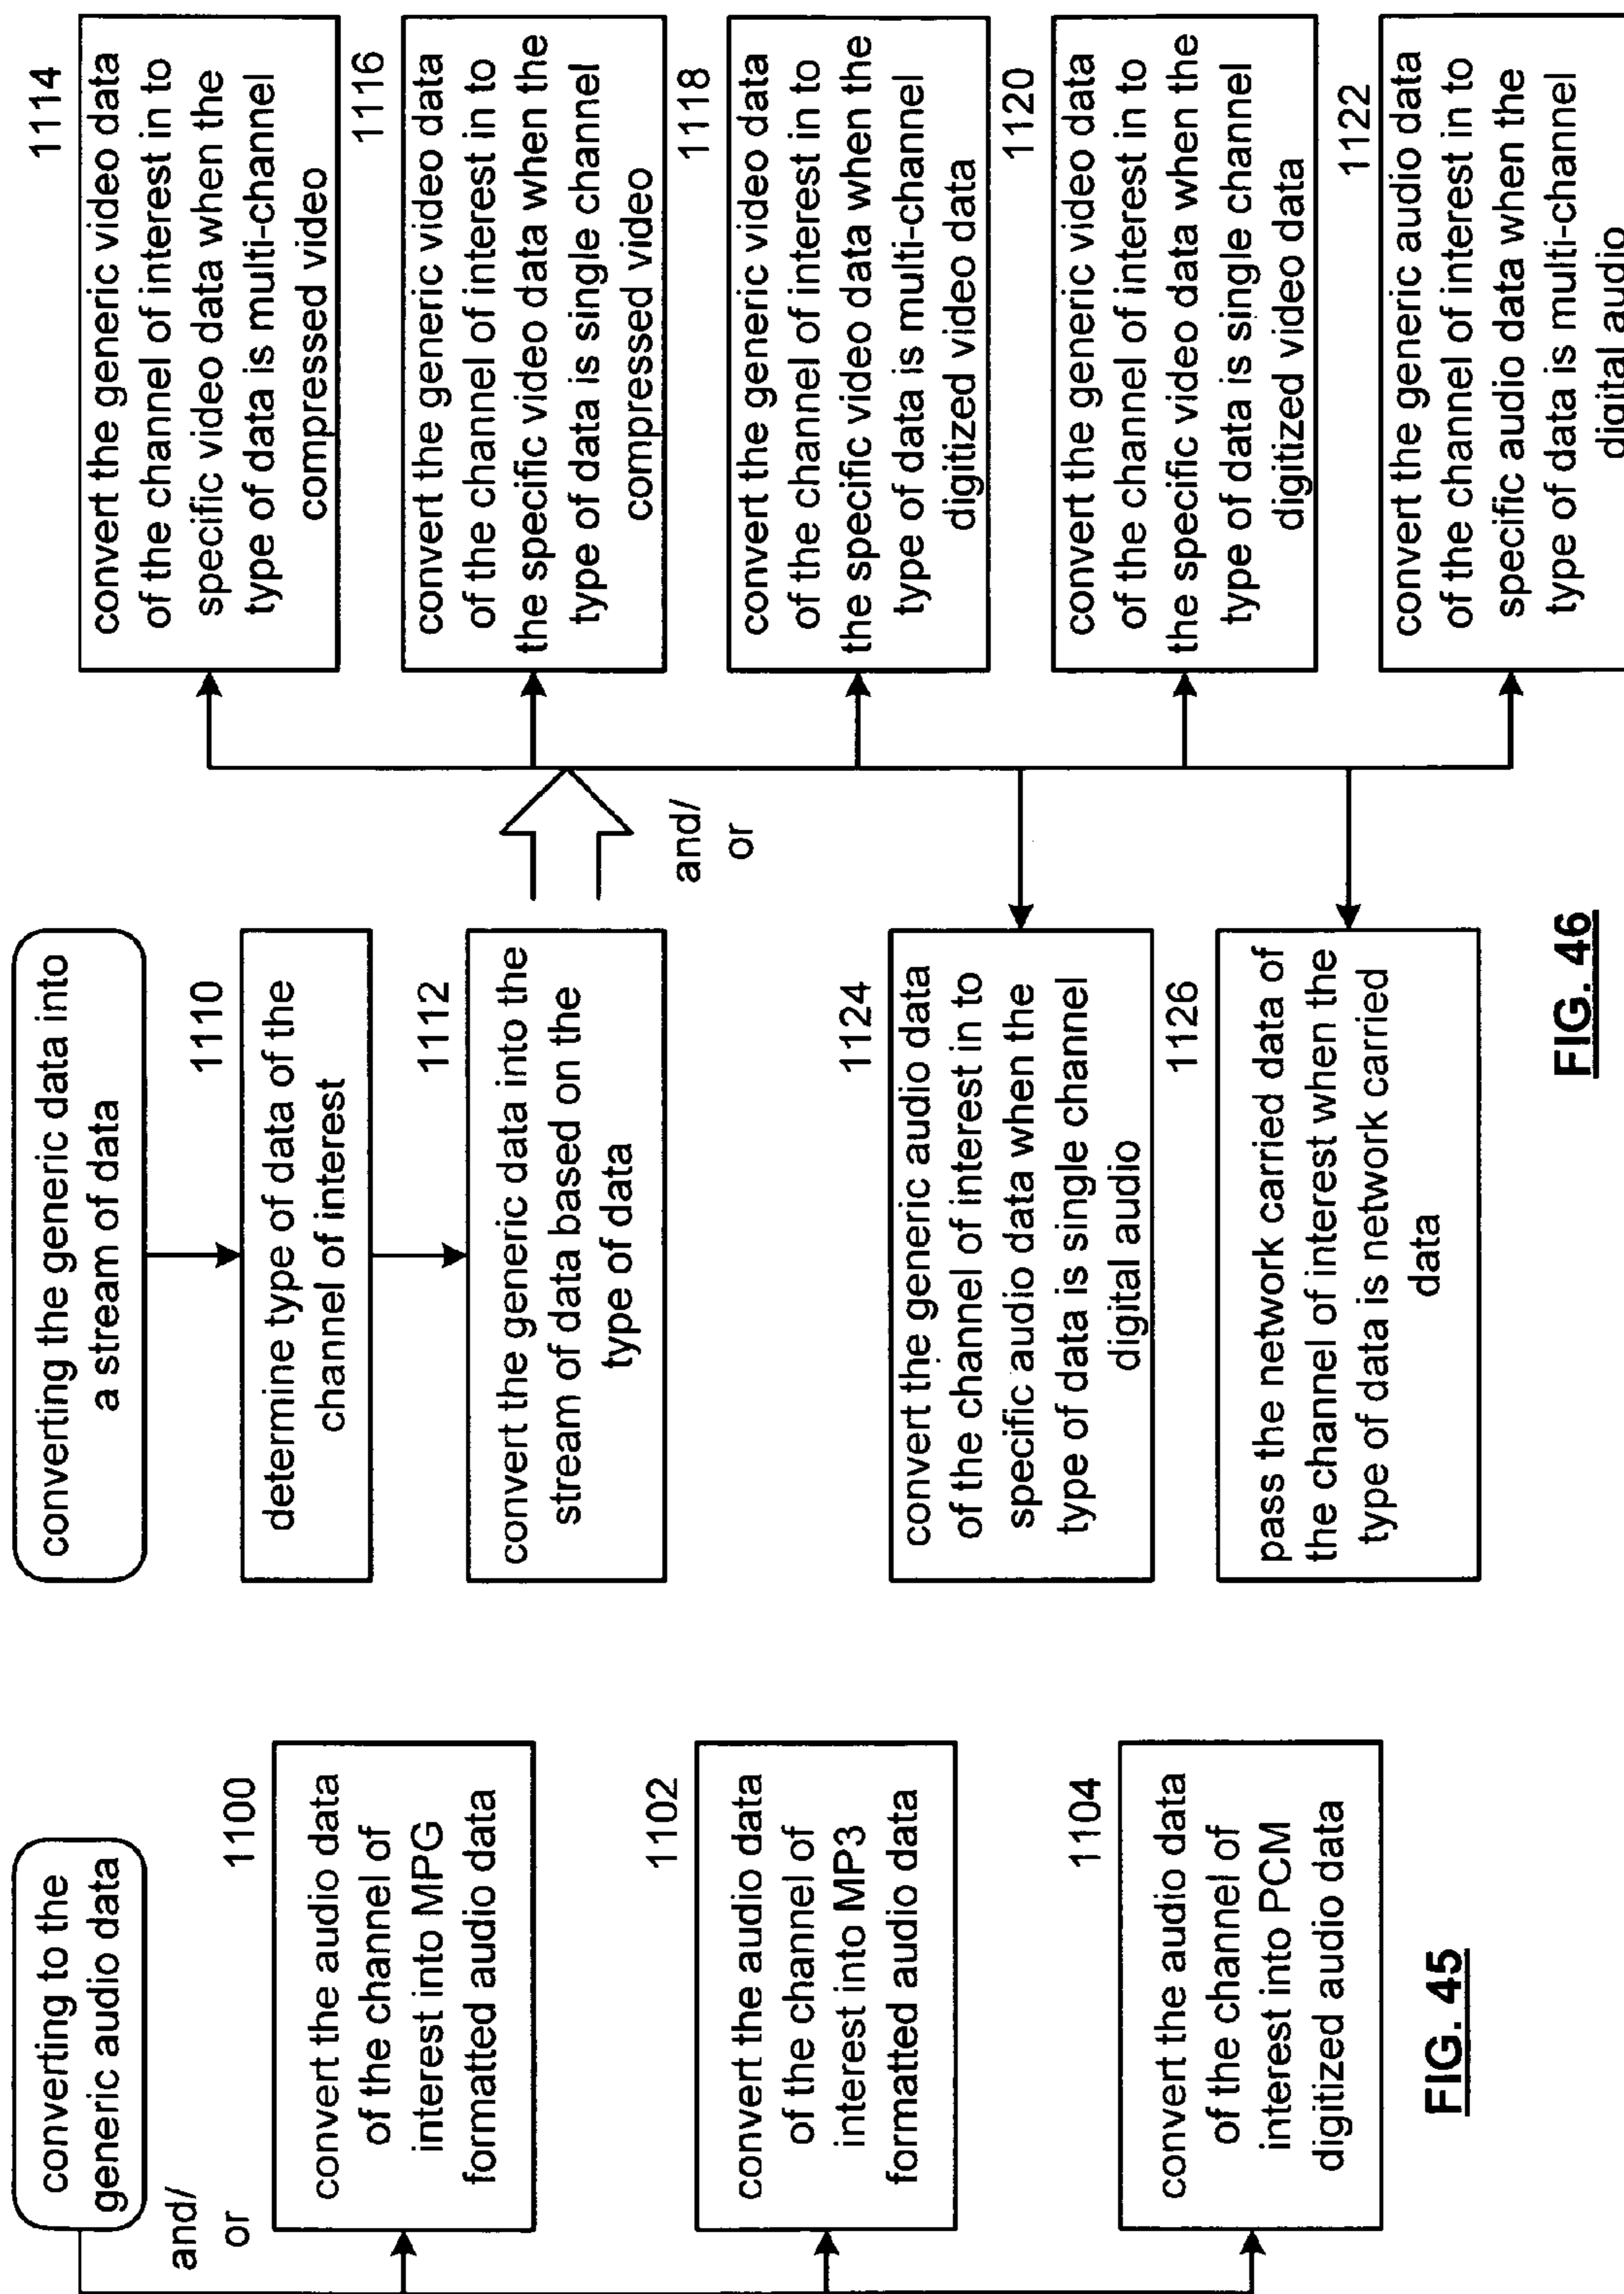 converting to the
generic audio data
and/
or
1100
convert the audio data
of the channel of
interest into MPG
formatted audio data
1102
convert the audio data
of the channel of
interest into MP3
formatted audio data
1104
convert the audio data
of the channel of
interest into PCM
digitized audio data
FIG. 45
converting the generic data into
a stream of data
1110
determine type of data of the
channel of interest
1112
convert the generic data into the
stream of data based on the
type of data
and/
or
1114
convert the generic video data
of the channel of interest in to
specific video data when the
type of data is multi-channel
compressed video
1116
convert the generic video data
of the channel of interest in to
the specific video data when the
type of data is single channel
compressed video
1118
convert the generic video data
of the channel of interest in to
the specific video data when the
type of data is multi-channel
digitized video data
1120
convert the generic video data
of the channel of interest in to
the specific video data when the
type of data is single channel
digitized video data
1122
convert the generic audio data
of the channel of interest in to
specific audio data when the
type of data is multi-channel
digital audio
1124
convert the generic audio data
of the channel of interest in to
specific audio data when the
type of data is single channel
digital audio
1126
pass the network carried data of
the channel of interest when the
type of data is network carried
data
FIG. 46